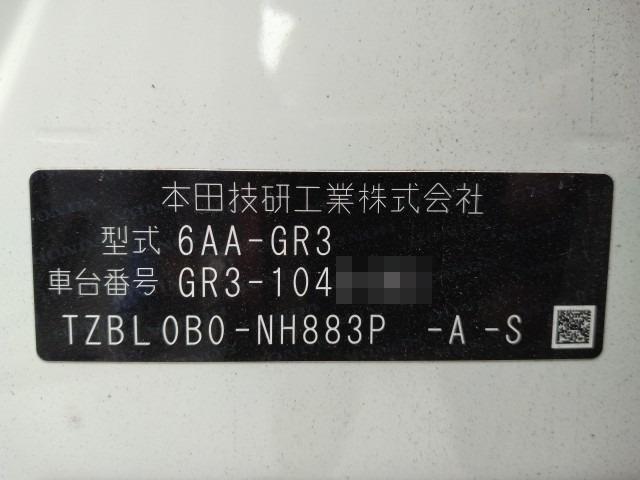 本田技研工業株式会社
型式 6AA-GR3
車台番号 GR3-104
TZBL0B0-NH883P -A-S